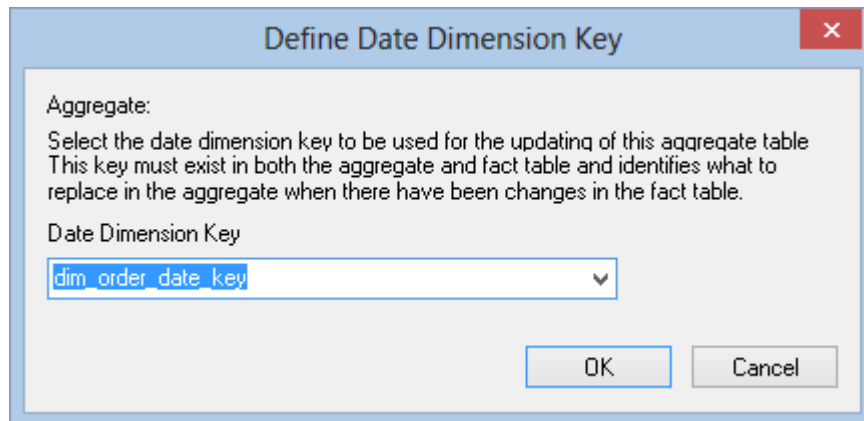 Define Date Dimension Key
Aggregate:
Select the date dimension key to be used for the updating of this aggregate table
This key must exist in both the aggregate and fact table and identifies what to
replace in the aggregate when there have been changes in the fact table.
Date Dimension Key
dim_order_date_key
OK Cancel